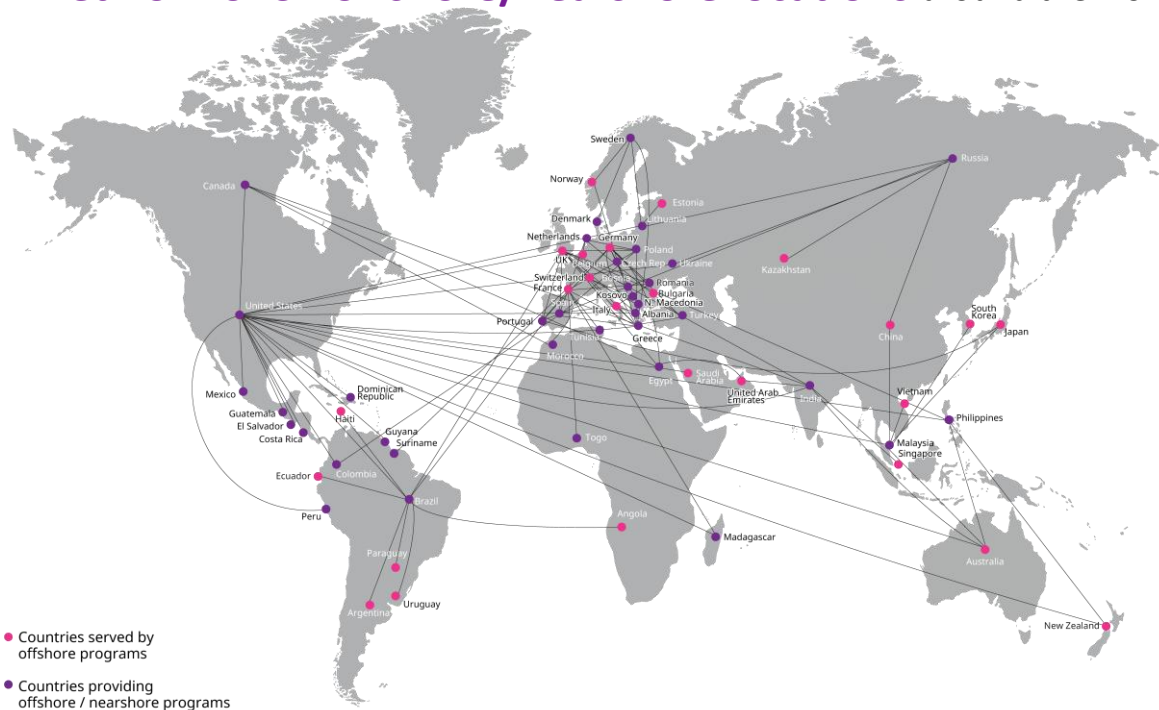 Sweden
Russia
Norway
Canada
Estonia
Denmark
Lithuania
Netherlands
Germany
Poland
UK
Belgium
Czech Rep
Ukraine
Kazakhstan
Switzerland
Romania
France
Kosovo
Bulgaria
N. Macedonia
United States
Spain
Italy
Albania
Turkey
South
Korea
Portugal
Tunisia
Greece
China
Japan
Morocco
Egypt
Saudi
Arabia
United Arab
Emirates
India
Vietnam
Mexico
Dominican
Republic
Guatemala
Haiti
El Salvador
Costa Rica
Guyana
Suriname
Togo
Philippines
Malaysia
Singapore
Ecuador
Colombia
Brazil
Peru
Angola
Madagascar
Paraguay
Australia
Uruguay
Argentina
New Zealand
Countries served by
offshore programs
Countries providing
offshore / nearshore programs